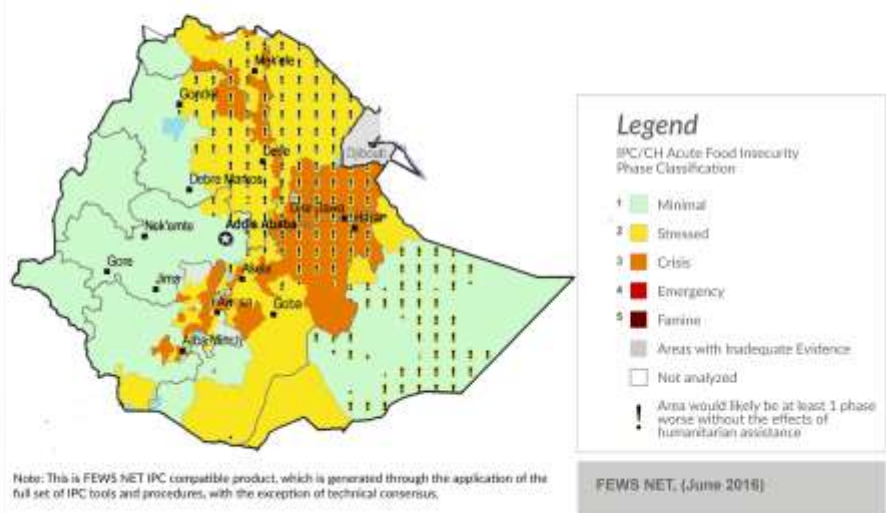 Mek'ele
Gonder
Djibouti
Dese
Debre Markos
Dire Dawa
Harar
Addis Ababa
Nek'emte
Gore
Asela
Jima
Awasa
Goba
Arba Minch
Legend
IPC/CH Acute Food Insecurity
Phase Classification
1 Minimal
2 Stressed
3 Crisis
4 Emergency
5 Famine
Areas with Inadequate Evidence
Not analyzed
! Area would likely be at least 1 phase
worse without the effects of
humanitarian assistance
Note: This is FEWS NET IPC compatible product, which is generated through the application of the
full set of IPC tools and procedures, with the exception of technical consensus.
FEWS NET, (June 2016)